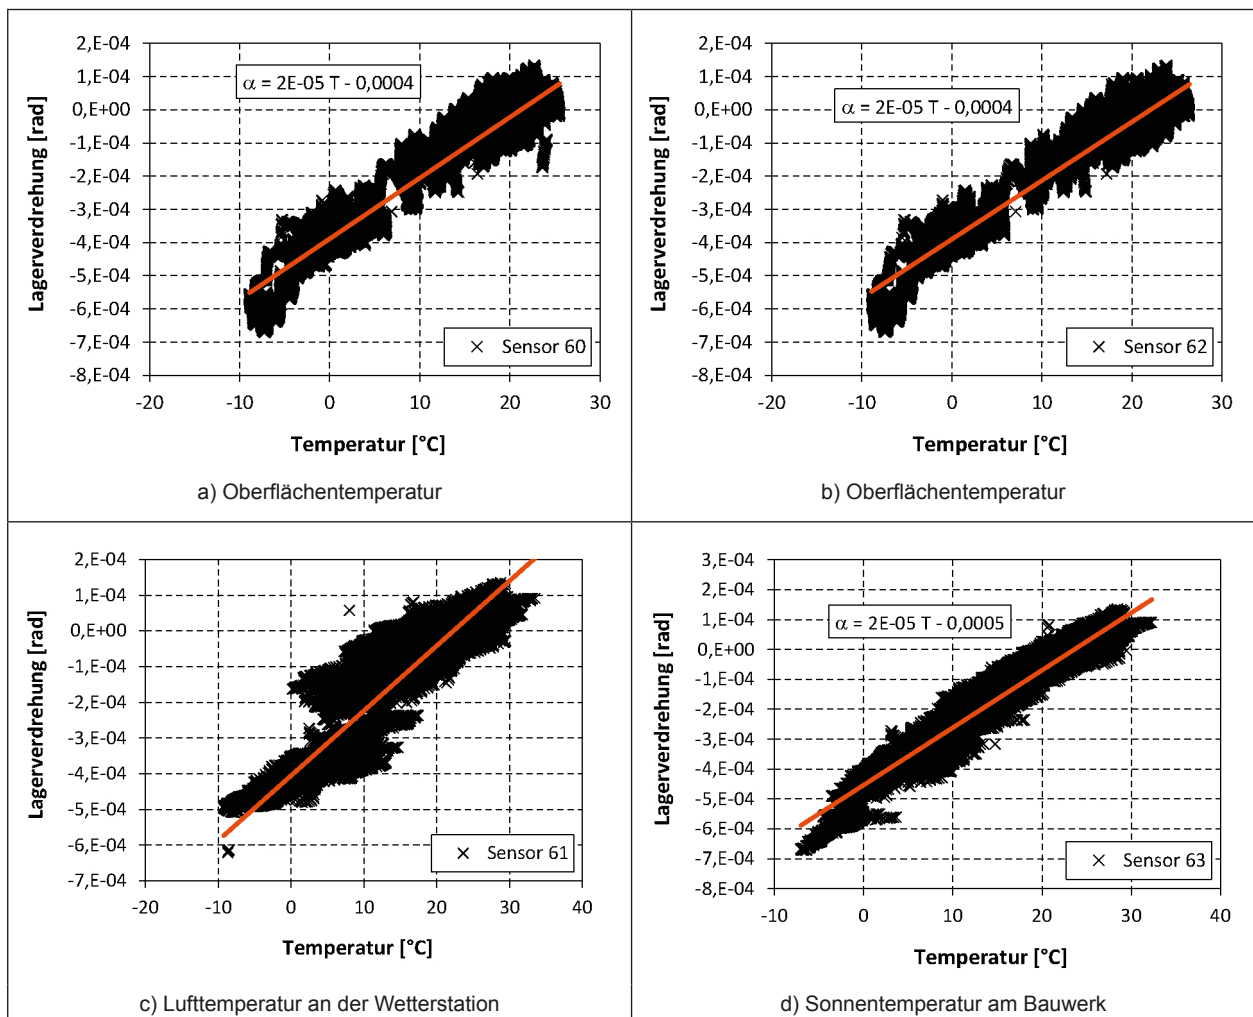 2,E-04
1,E-04
0,E+00
-1,E-04
-2,E-04
-3,E-04
-4,E-04
-5,E-04
-6,E-04
-7,E-04
-8,E-04
Lagerverdrehung [rad]
α = 2E-05 T - 0,0004
Sensor 60
-20 -10 0 10 20 30
Temperatur [°C]
a) Oberflächentemperatur
2,E-04
1,E-04
0,E+00
-1,E-04
-2,E-04
-3,E-04
-4,E-04
-5,E-04
-6,E-04
-7,E-04
-8,E-04
Lagerverdrehung [rad]
α = 2E-05 T - 0,0004
Sensor 62
-20 -10 0 10 20 30
Temperatur [°C]
b) Oberflächentemperatur
2,E-04
1,E-04
0,E+00
-1,E-04
-2,E-04
-3,E-04
-4,E-04
-5,E-04
-6,E-04
-7,E-04
Lagerverdrehung [rad]
Sensor 61
-20 -10 0 10 20 30 40
Temperatur [°C]
c) Lufttemperatur an der Wetterstation
3,E-04
2,E-04
1,E-04
0,E+00
-1,E-04
-2,E-04
-3,E-04
-4,E-04
-5,E-04
-6,E-04
-7,E-04
-8,E-04
Lagerverdrehung [rad]
α = 2E-05 T - 0,0005
Sensor 63
-10 0 10 20 30 40
Temperatur [°C]
d) Sonnentemperatur am Bauwerk